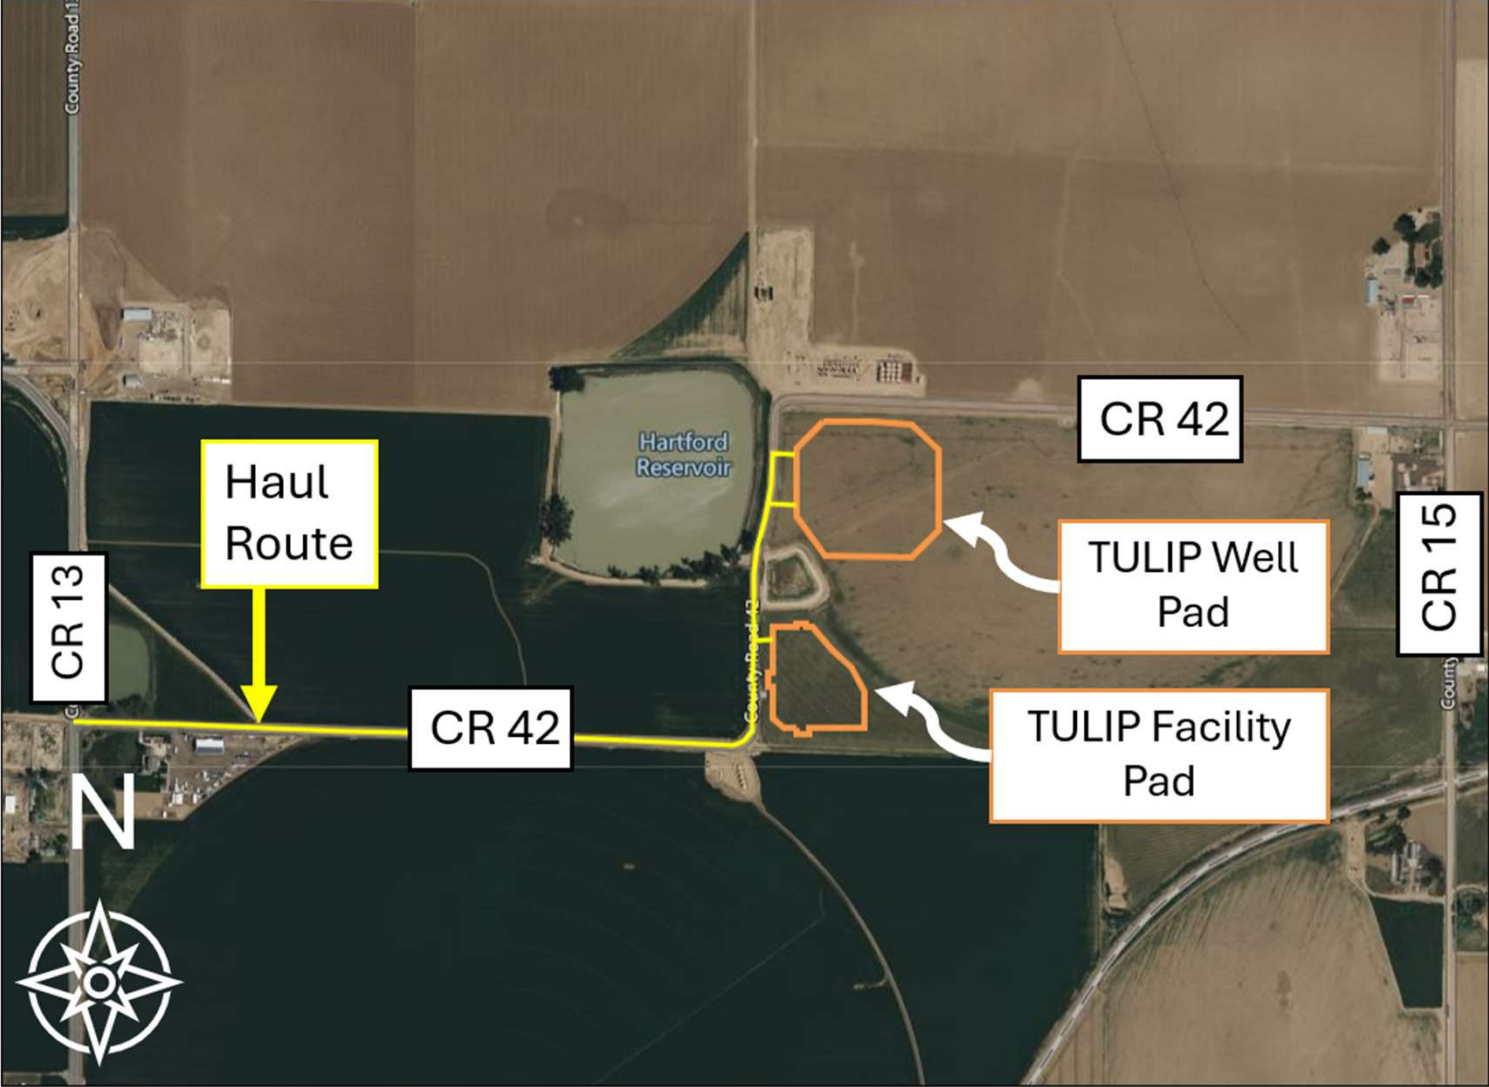 County Road 1
Hartford
Reservoir
CR 42
Haul
Route
CR 13
CR 15
TULIP Well
Pad
County Road 42
County
CR 42
TULIP Facility
Pad
N